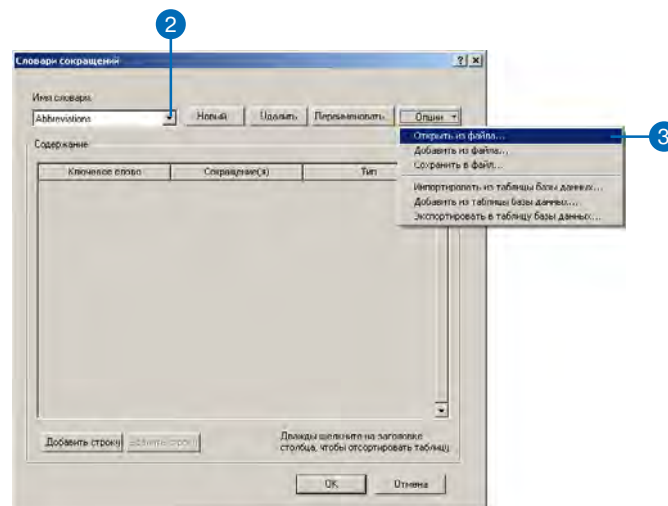 2
Словари сокращений
Имя словаря
Abbreviations
Новый Удалить Переименовать Опции
Открыть из файла...
3
Добавить из файла...
Сохранить в файл...
Содержание
Ключевое слово Сокращение(я) Тип
Импортировать из таблицы базы данных...
Добавить из таблицы базы данных...
Экспортировать в таблицу базы данных...
Добавить строку
Дважды щелкните на заголовке
столбца, чтобы отсортировать таблицу
OK Отмена